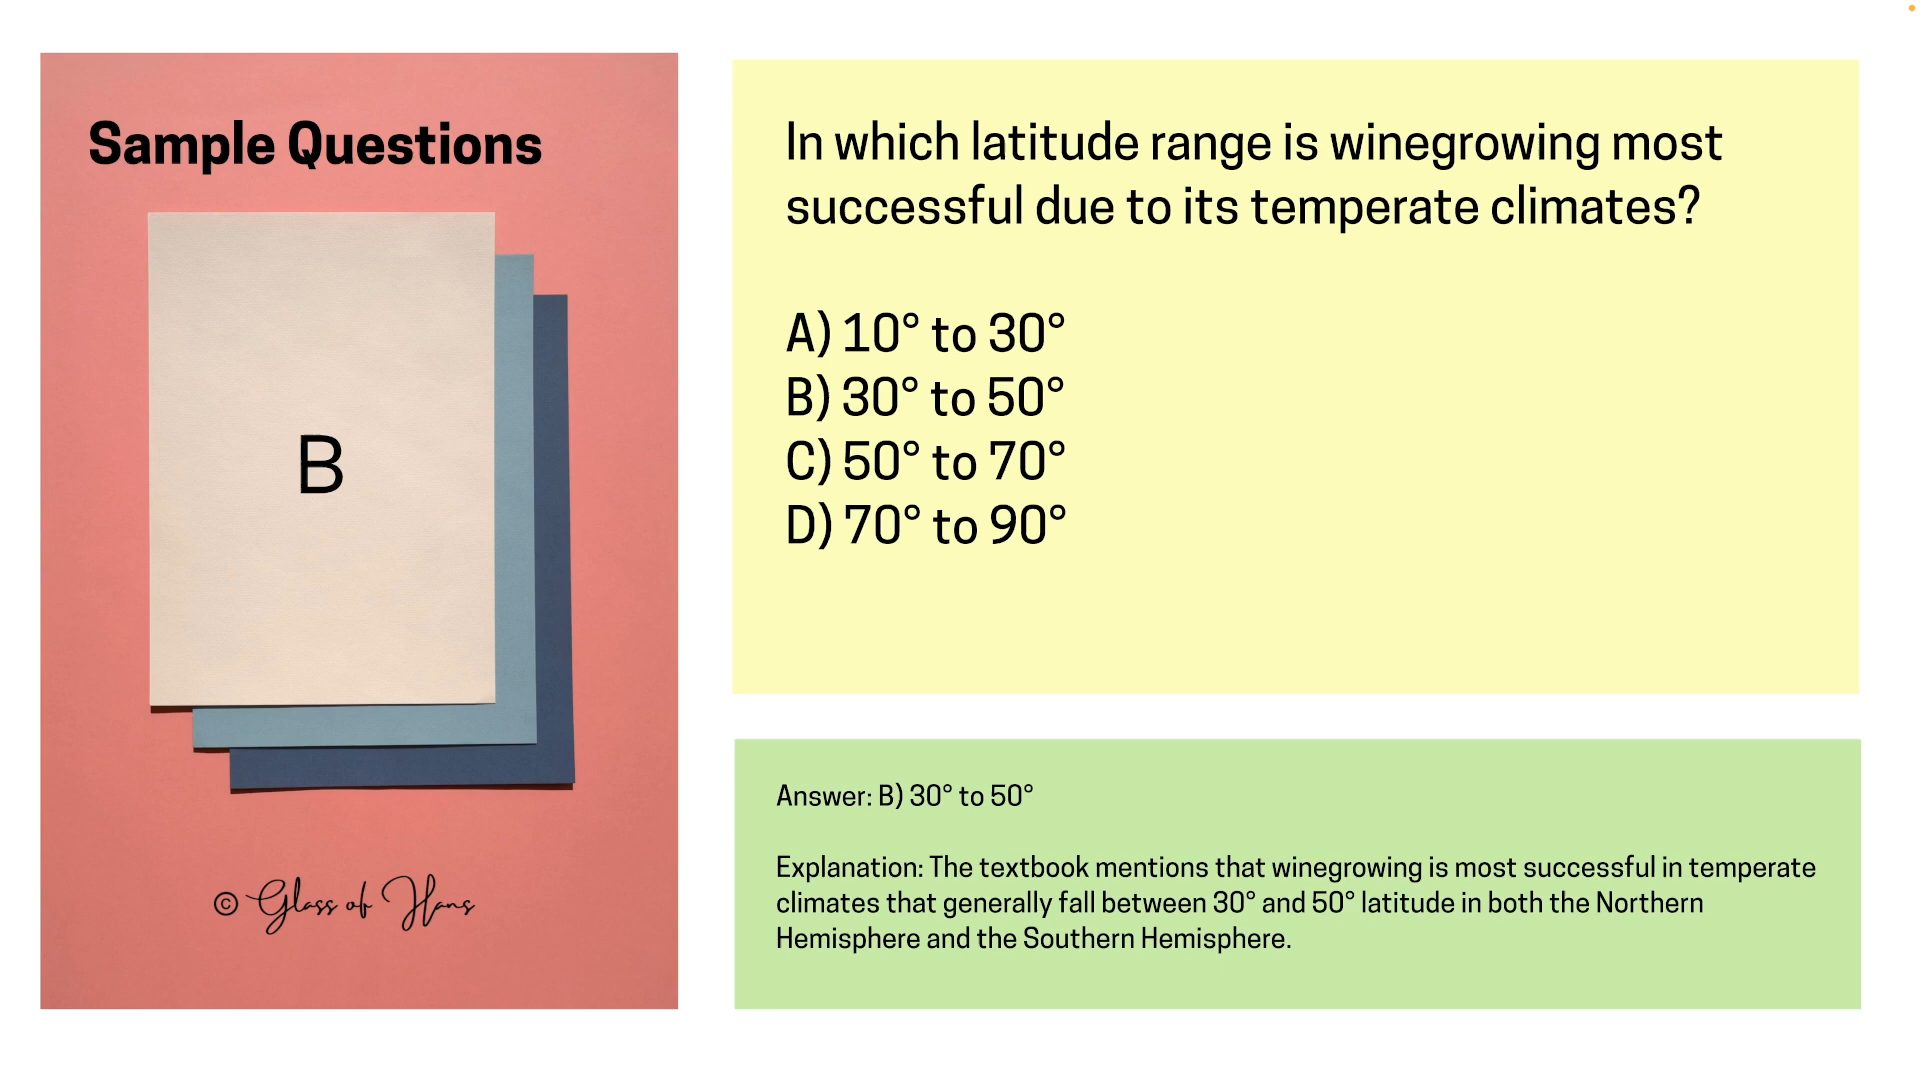 Sample Questions
B
© Glass of Hans
In which latitude range is winegrowing most
successful due to its temperate climates?
A) 10° to 30°
B) 30° to 50°
C) 50° to 70°
D) 70° to 90°
Answer: B) 30° to 50°
Explanation: The textbook mentions that winegrowing is most successful in temperate
climates that generally fall between 30° and 50° latitude in both the Northern
Hemisphere and the Southern Hemisphere.